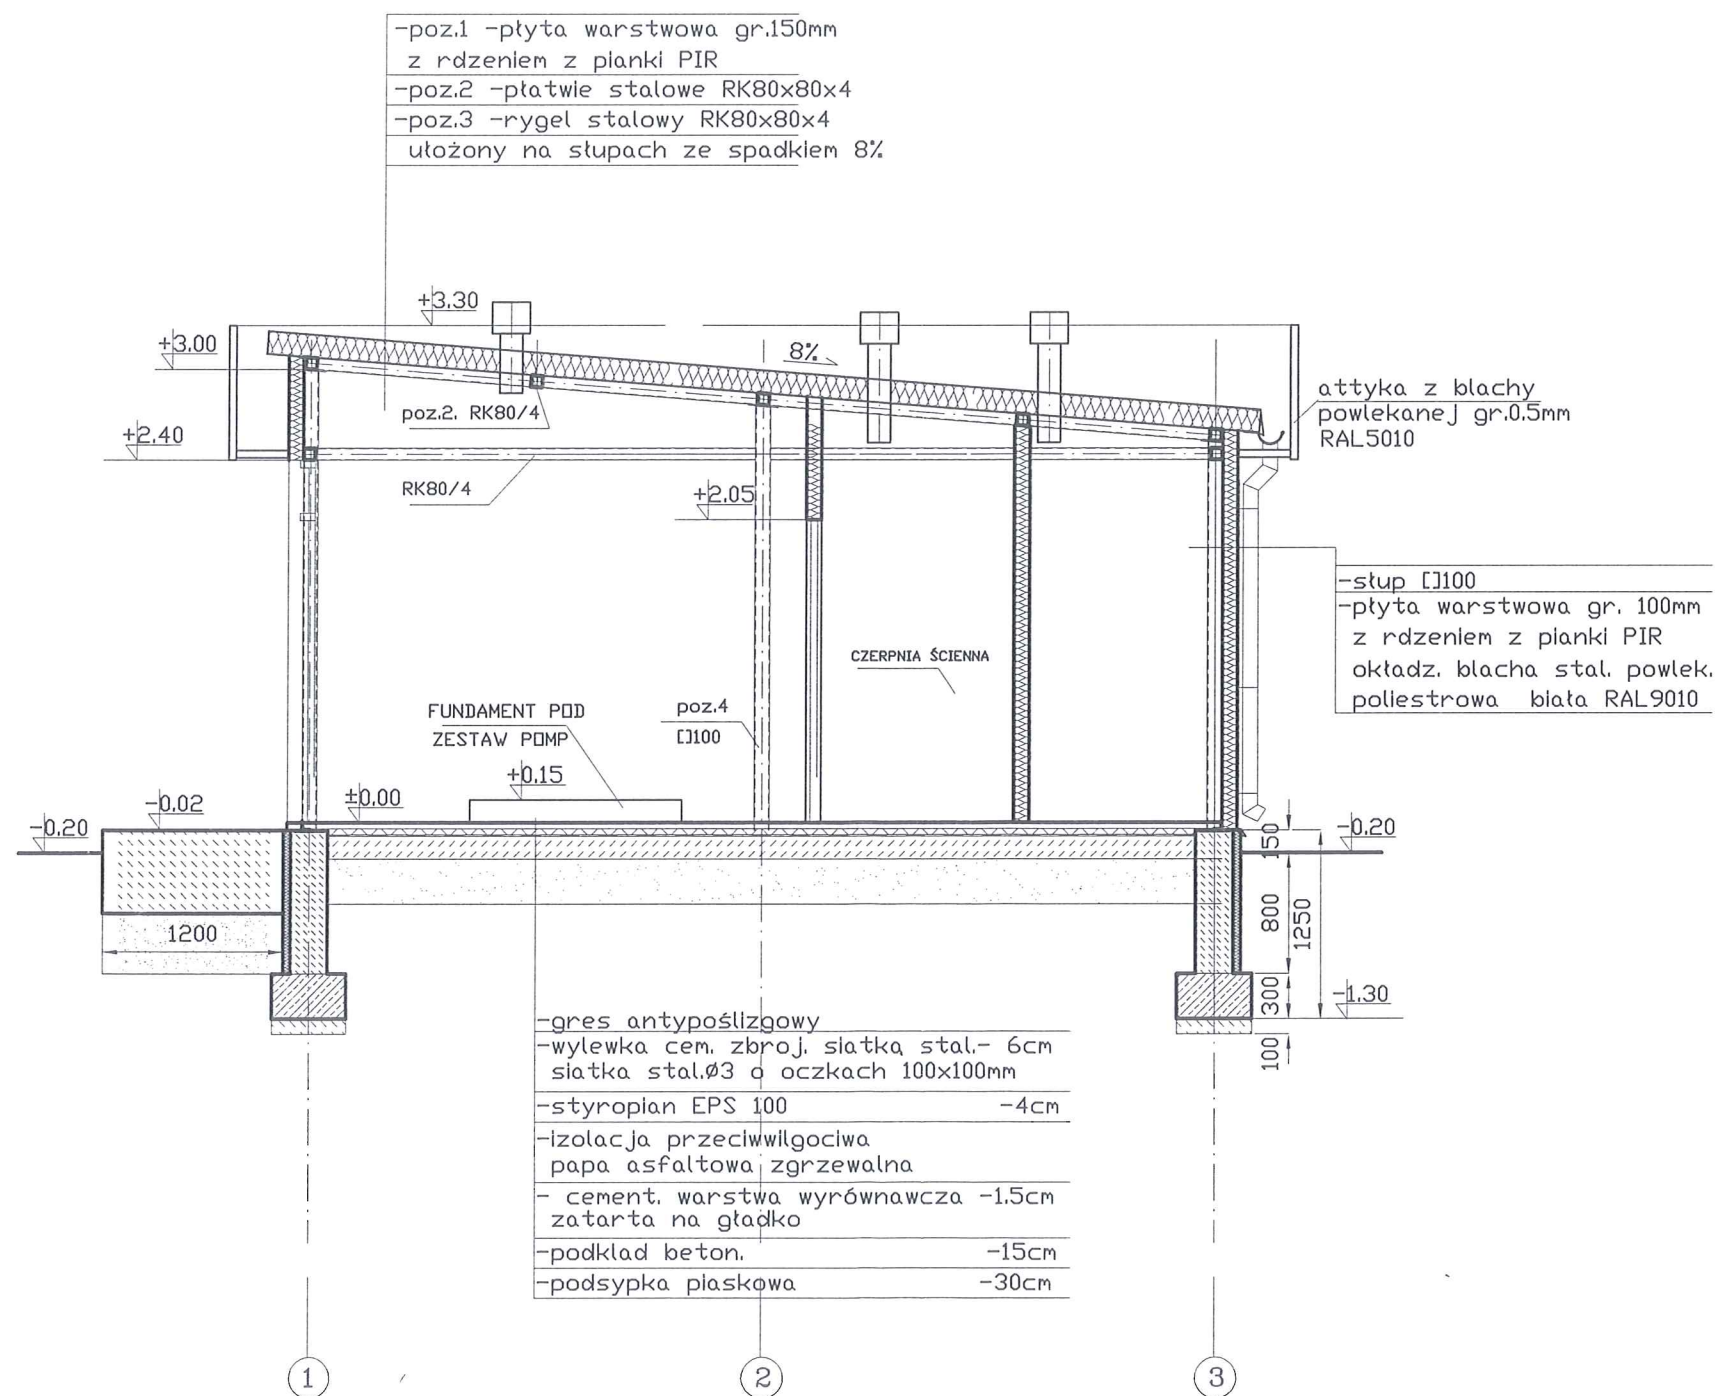 -poz.1 -płyta warstwowa gr.150mm
z rdzeniem z pianki PIR
-poz.2 -płatwie stalowe RK80x80x4
-poz.3 -rygel stalowy RK80x80x4
ułożony na słupach ze spadkiem 8%
+3.30
+3.00
8%
attyka z blachy
powlekanej gr.0.5mm
RAL5010
poz.2. RK80/4
+2.40
RK80/4
+2.05
-słup []100
-płyta warstwowa gr. 100mm
z rdzeniem z pianki PIR
okładz. blacha stal. powlek.
poliestrowa biała RAL9010
CZERPNIA ŚCIENNA
FUNDAMENT POD
ZESTAW POMP
poz.4
[]100
+0.15
±0.00
-0.02
-0.20
-0.20
150
800
1250
300
100
-1.30
1200
-gres antypoślizgowy
-wylewka cem. zbroj. siatką stal.- 6cm
siatka stal.Ø3 o oczkach 100x100mm
-styropian EPS 100 -4cm
-izolacja przeciwwilgociwa
papa asfaltowa zgrzewalna
- cement. warstwa wyrównawcza -1.5cm
zatarta na gładko
-podklad beton. -15cm
-podsypka piaskowa -30cm
1
2
3